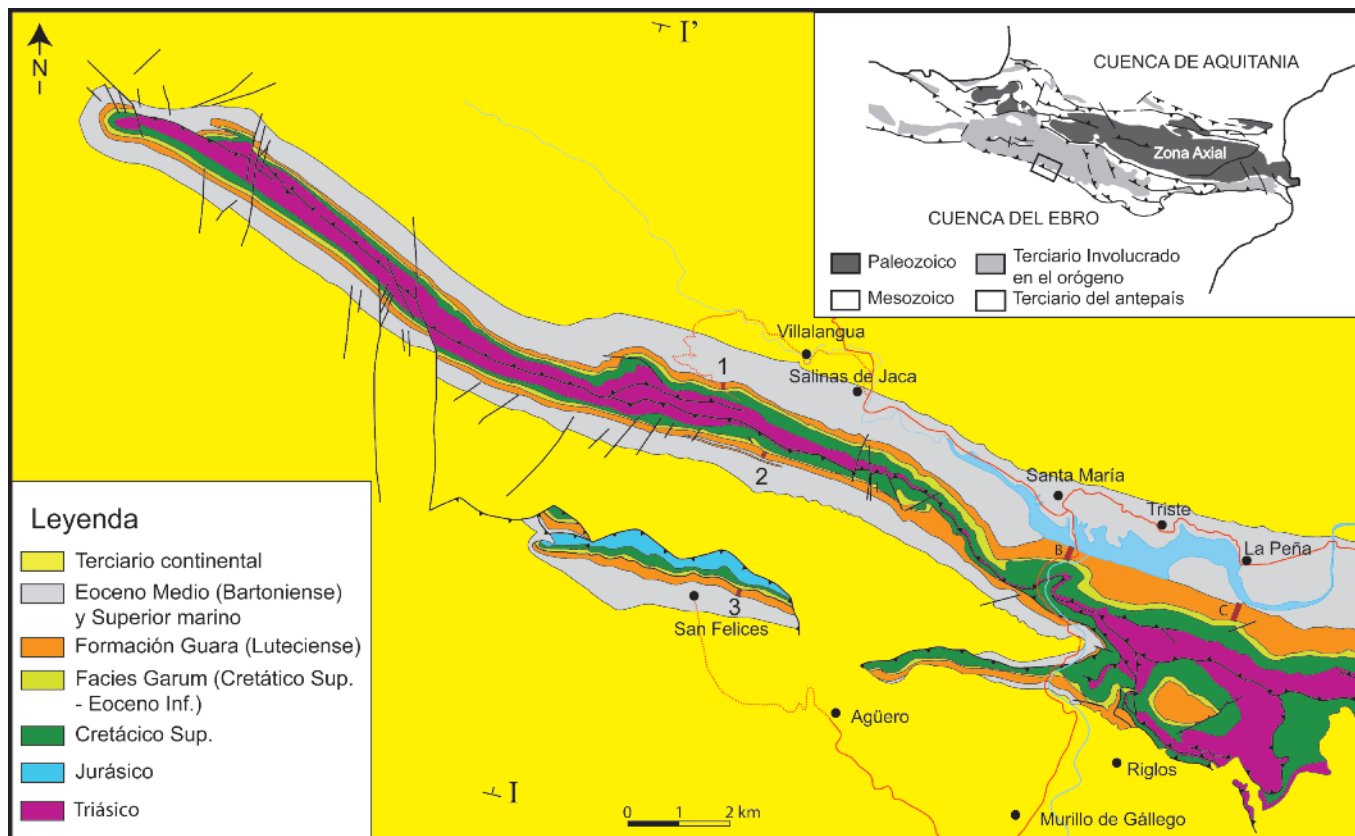 I'
N
CUENCA DE AQUITANIA
Zona Axial
CUENCA DEL EBRO
Paleozoico
Terciario Involucrado
en el orógeno
Mesozoico
Terciario del antepaís
1
Villalangua
Salinas de Jaca
2
Santa María
Triste
La Peña
B
C
3
San Felices
Agüero
Riglos
Murillo de Gállego
I
0 1 2 km
Leyenda
Terciario continental
Eoceno Medio (Bartoniense)
y Superior marino
Formación Guara (Luteciense)
Facies Garum (Cretático Sup.
- Eoceno Inf.)
Cretácico Sup.
Jurásico
Triásico